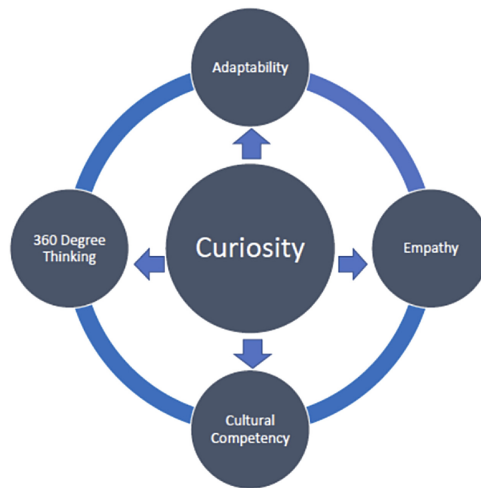 Adaptability
360 Degree
Thinking
Curiosity
Empathy
Cultural
Competency